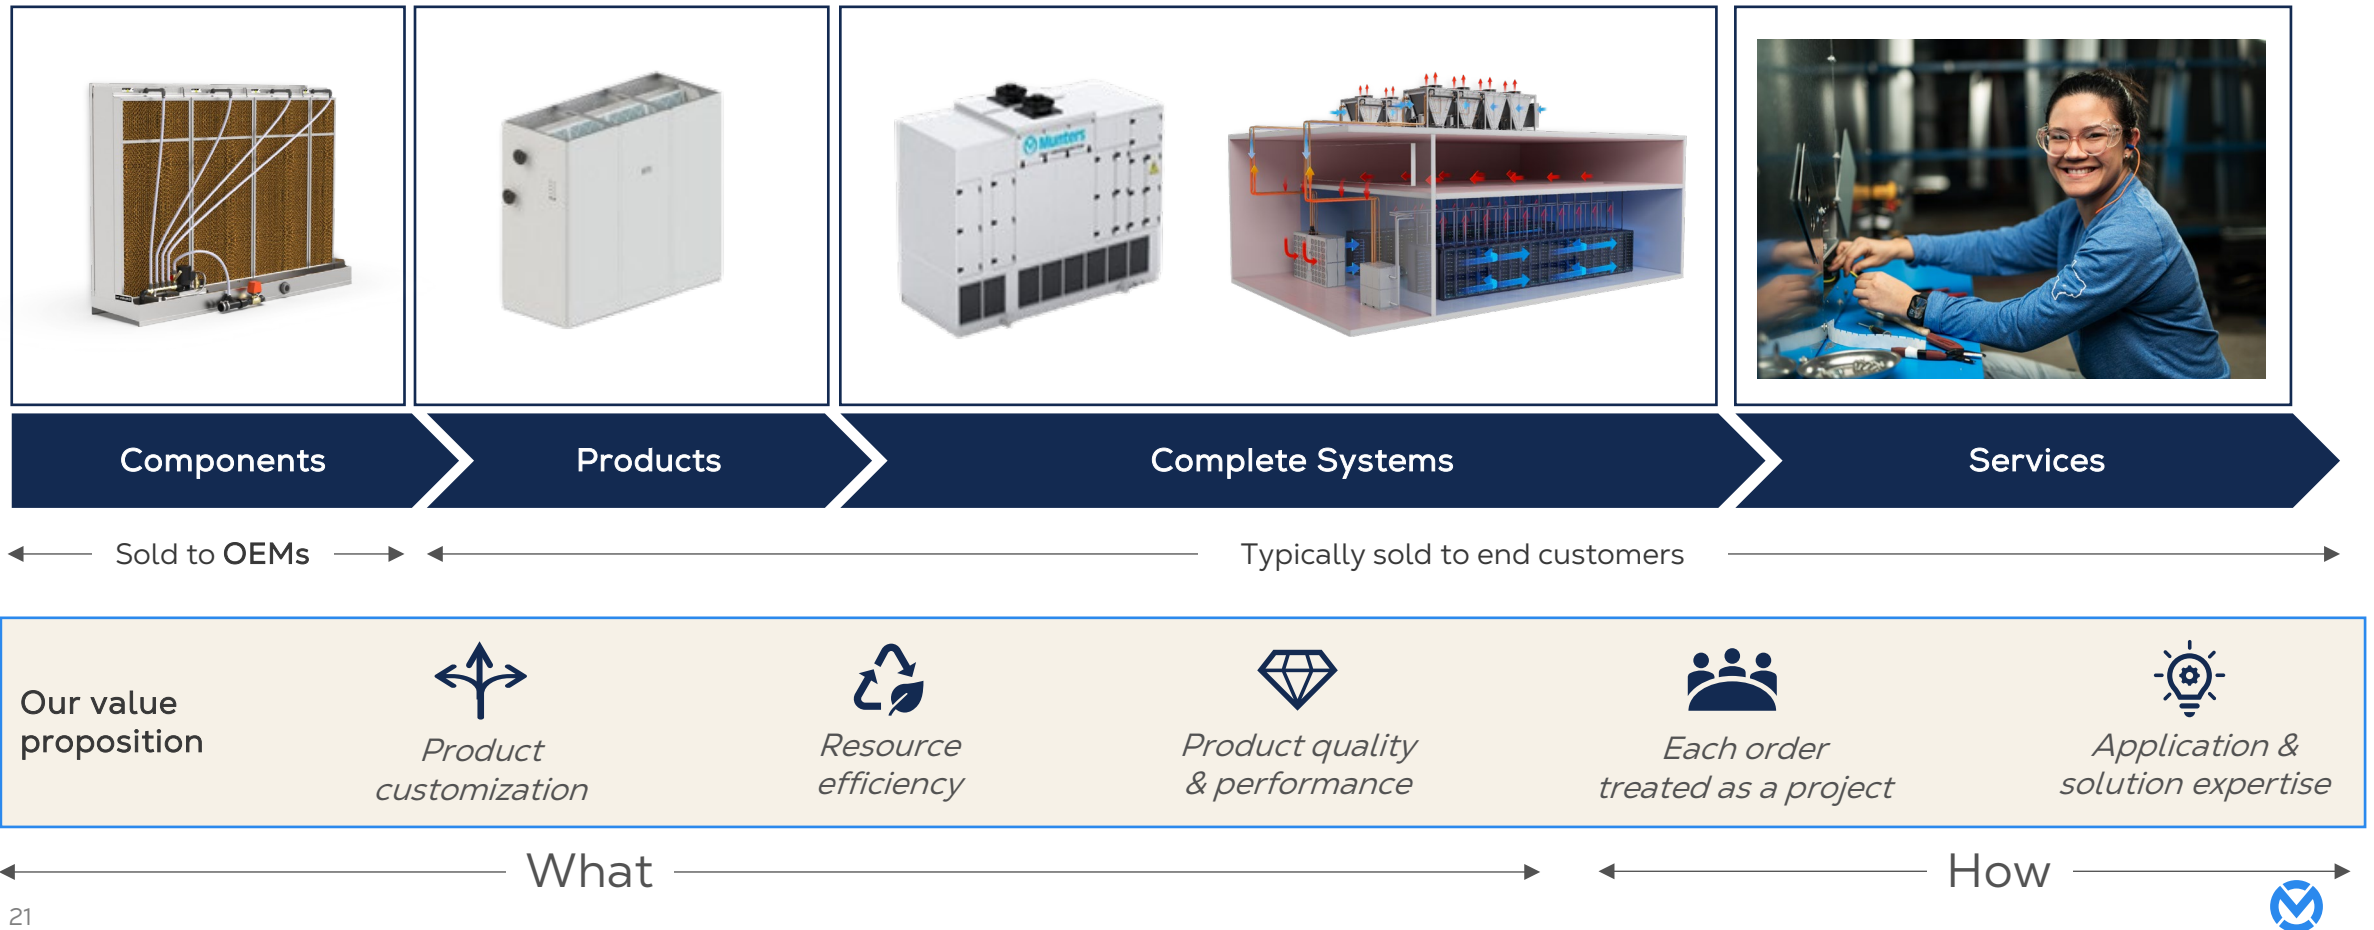 Munters
Components
Products
Complete Systems
Services
Sold to OEMs
Typically sold to end customers
Our value
proposition
Product
customization
Resource
efficiency
Product quality
& performance
Each order
treated as a project
Application &
solution expertise
What
How
21